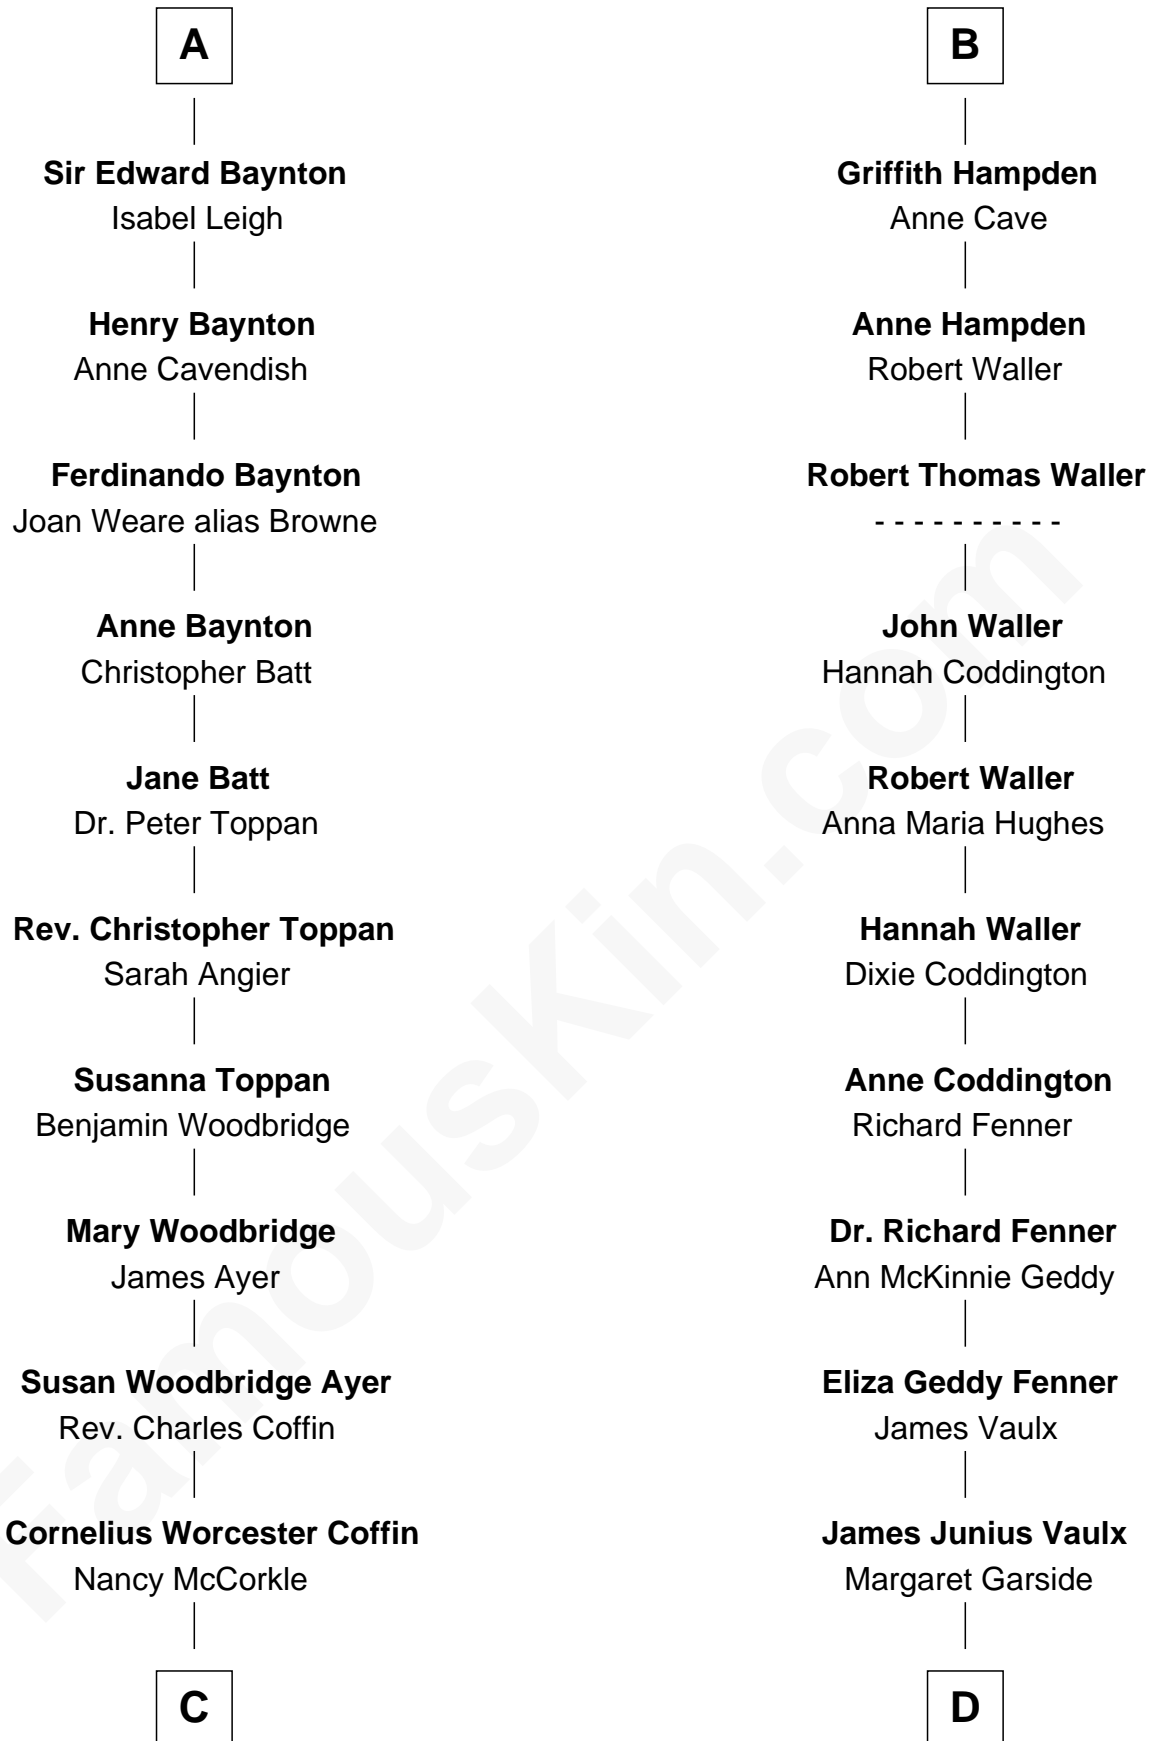 A
Sir Edward Baynton
Isabel Leigh
Henry Baynton
Anne Cavendish
Ferdinando Baynton
Joan Weare alias Browne
Anne Baynton
Christopher Batt
Jane Batt
Dr. Peter Toppan
Rev. Christopher Toppan
Sarah Angier
Susanna Toppan
Benjamin Woodbridge
Mary Woodbridge
James Ayer
Susan Woodbridge Ayer
Rev. Charles Coffin
Cornelius Worcester Coffin
Nancy McCorkle
C
B
Griffith Hampden
Anne Cave
Anne Hampden
Robert Waller
Robert Thomas Waller
- - - - - - - - - -
John Waller
Hannah Coddington
Robert Waller
Anna Maria Hughes
Hannah Waller
Dixie Coddington
Anne Coddington
Richard Fenner
Dr. Richard Fenner
Ann McKinnie Geddy
Eliza Geddy Fenner
James Vaulx
James Junius Vaulx
Margaret Garside
D
FamousKin.com